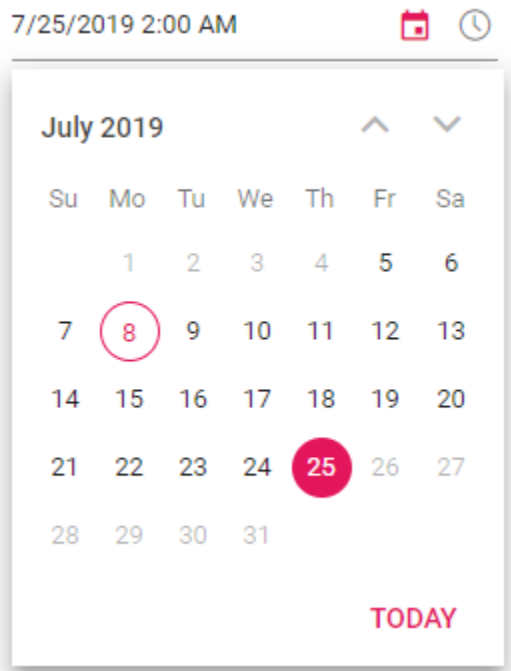 7/25/2019 2:00 AM
July 2019
Su Mo Tu We Th Fr Sa
1 2 3 4 5 6
7 8 9 10 11 12 13
14 15 16 17 18 19 20
21 22 23 24 25 26 27
28 29 30 31
TODAY